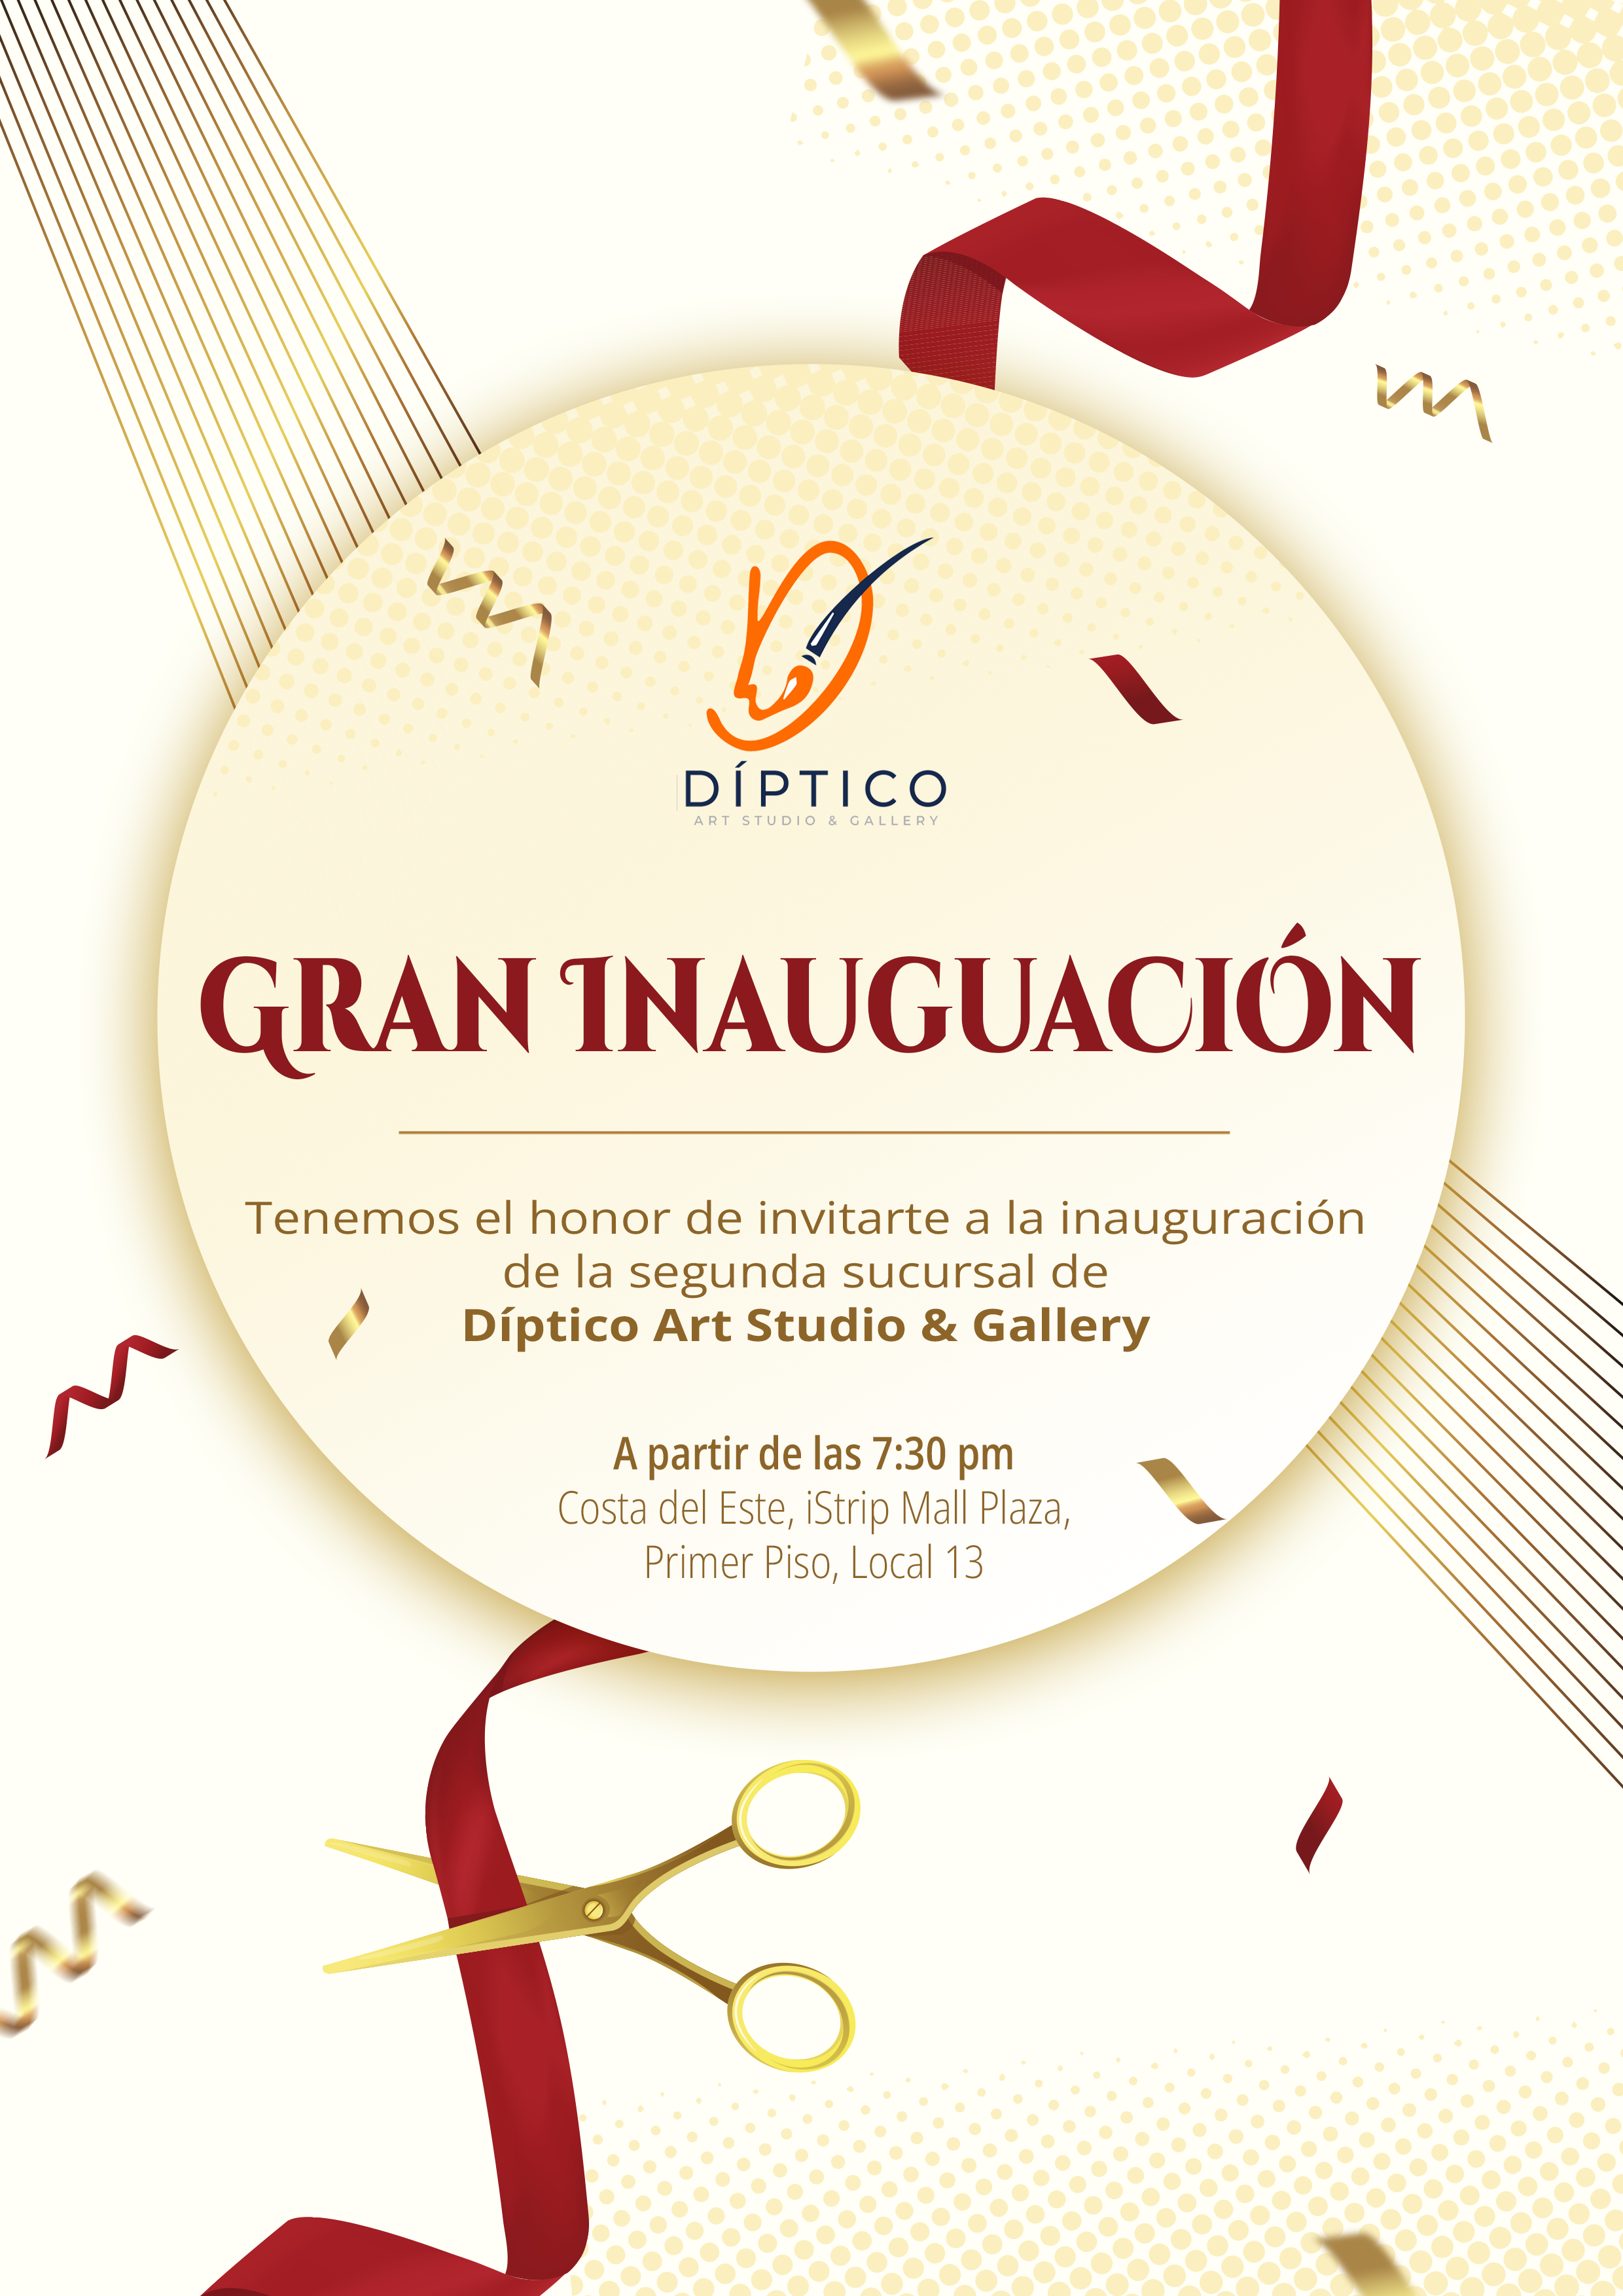 DÍPTICO
ART STUDIO & GALLERY
GRAN INAUGUACIÓN
Tenemos el honor de invitarte a la inauguración
de la segunda sucursal de
Díptico Art Studio & Gallery
A partir de las 7:30 pm
Costa del Este, iStrip Mall Plaza,
Primer Piso, Local 13